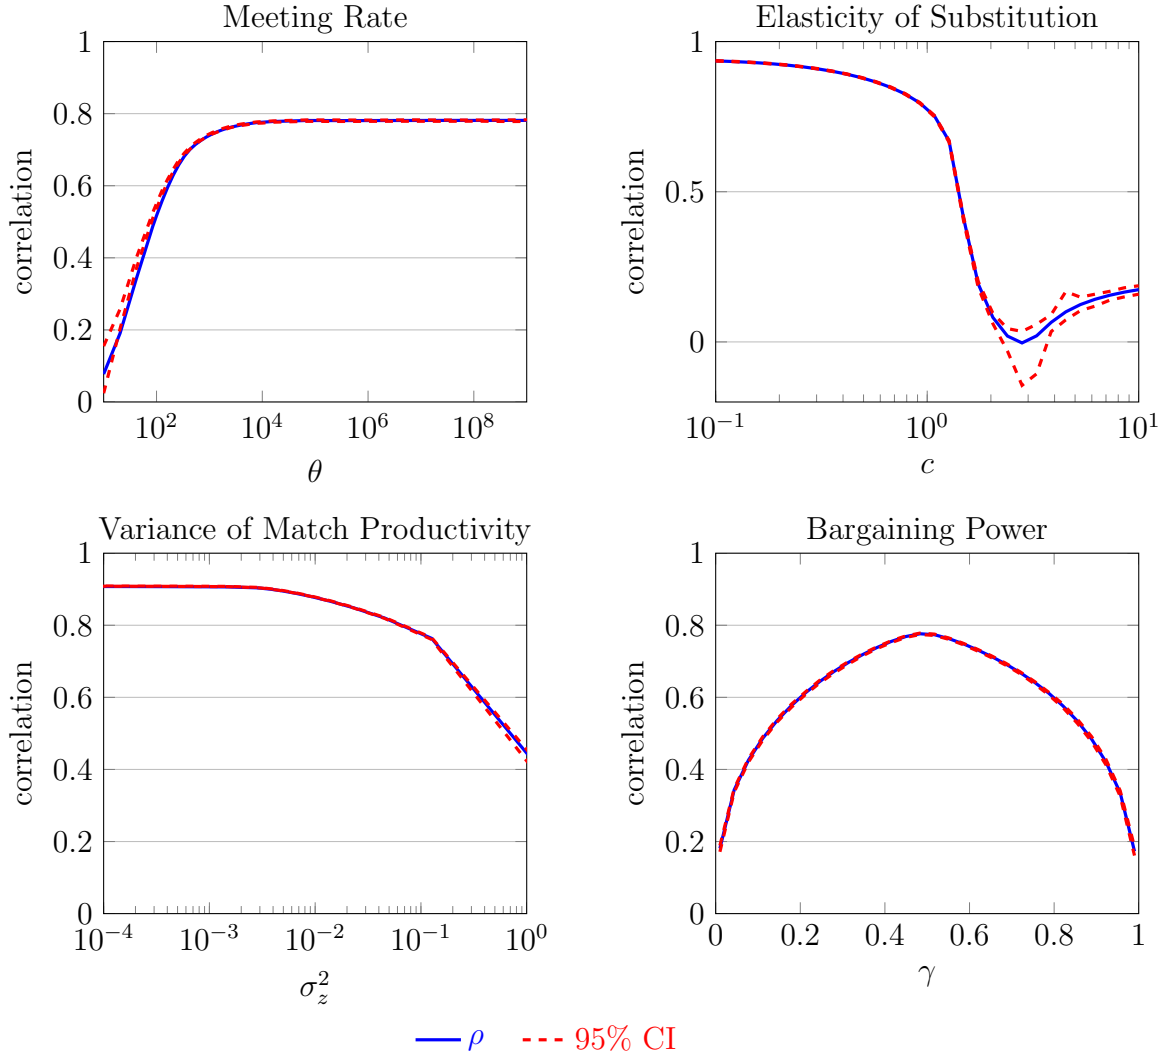 Meeting Rate
1
0.8
0.6
0.4
0.2
0
correlation
10^2
10^4
10^6
10^8
θ
Elasticity of Substitution
1
0.5
0
correlation
10^−1
10^0
10^1
c
Variance of Match Productivity
1
0.8
0.6
0.4
0.2
0
correlation
10^−4
10^−3
10^−2
10^−1
10^0
σ_z^2
Bargaining Power
1
0.8
0.6
0.4
0.2
0
correlation
0
0.2
0.4
0.6
0.8
1
γ
ρ
95% CI